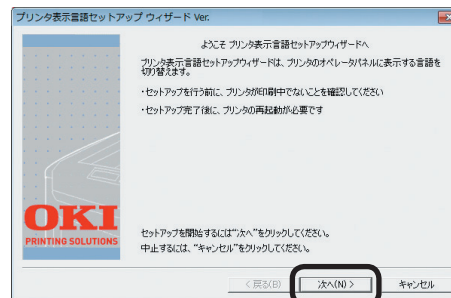 プリンタ表示言語セットアップ ウィザード Ver.
ようこそ プリンタ表示言語セットアップウィザードへ
プリンタ表示言語セットアップウィザードは、プリンタのオペレータパネルに表示する言語を
切り替えます。
・セットアップを行う前に、プリンタが印刷中でないことを確認してください
・セットアップ完了後に、プリンタの再起動が必要です
OKI
PRINTING SOLUTIONS
セットアップを開始するには"次へ"をクリックしてください。
中止するには、"キャンセル"をクリックしてください。
< 戻る(B)
次へ(N) >
キャンセル